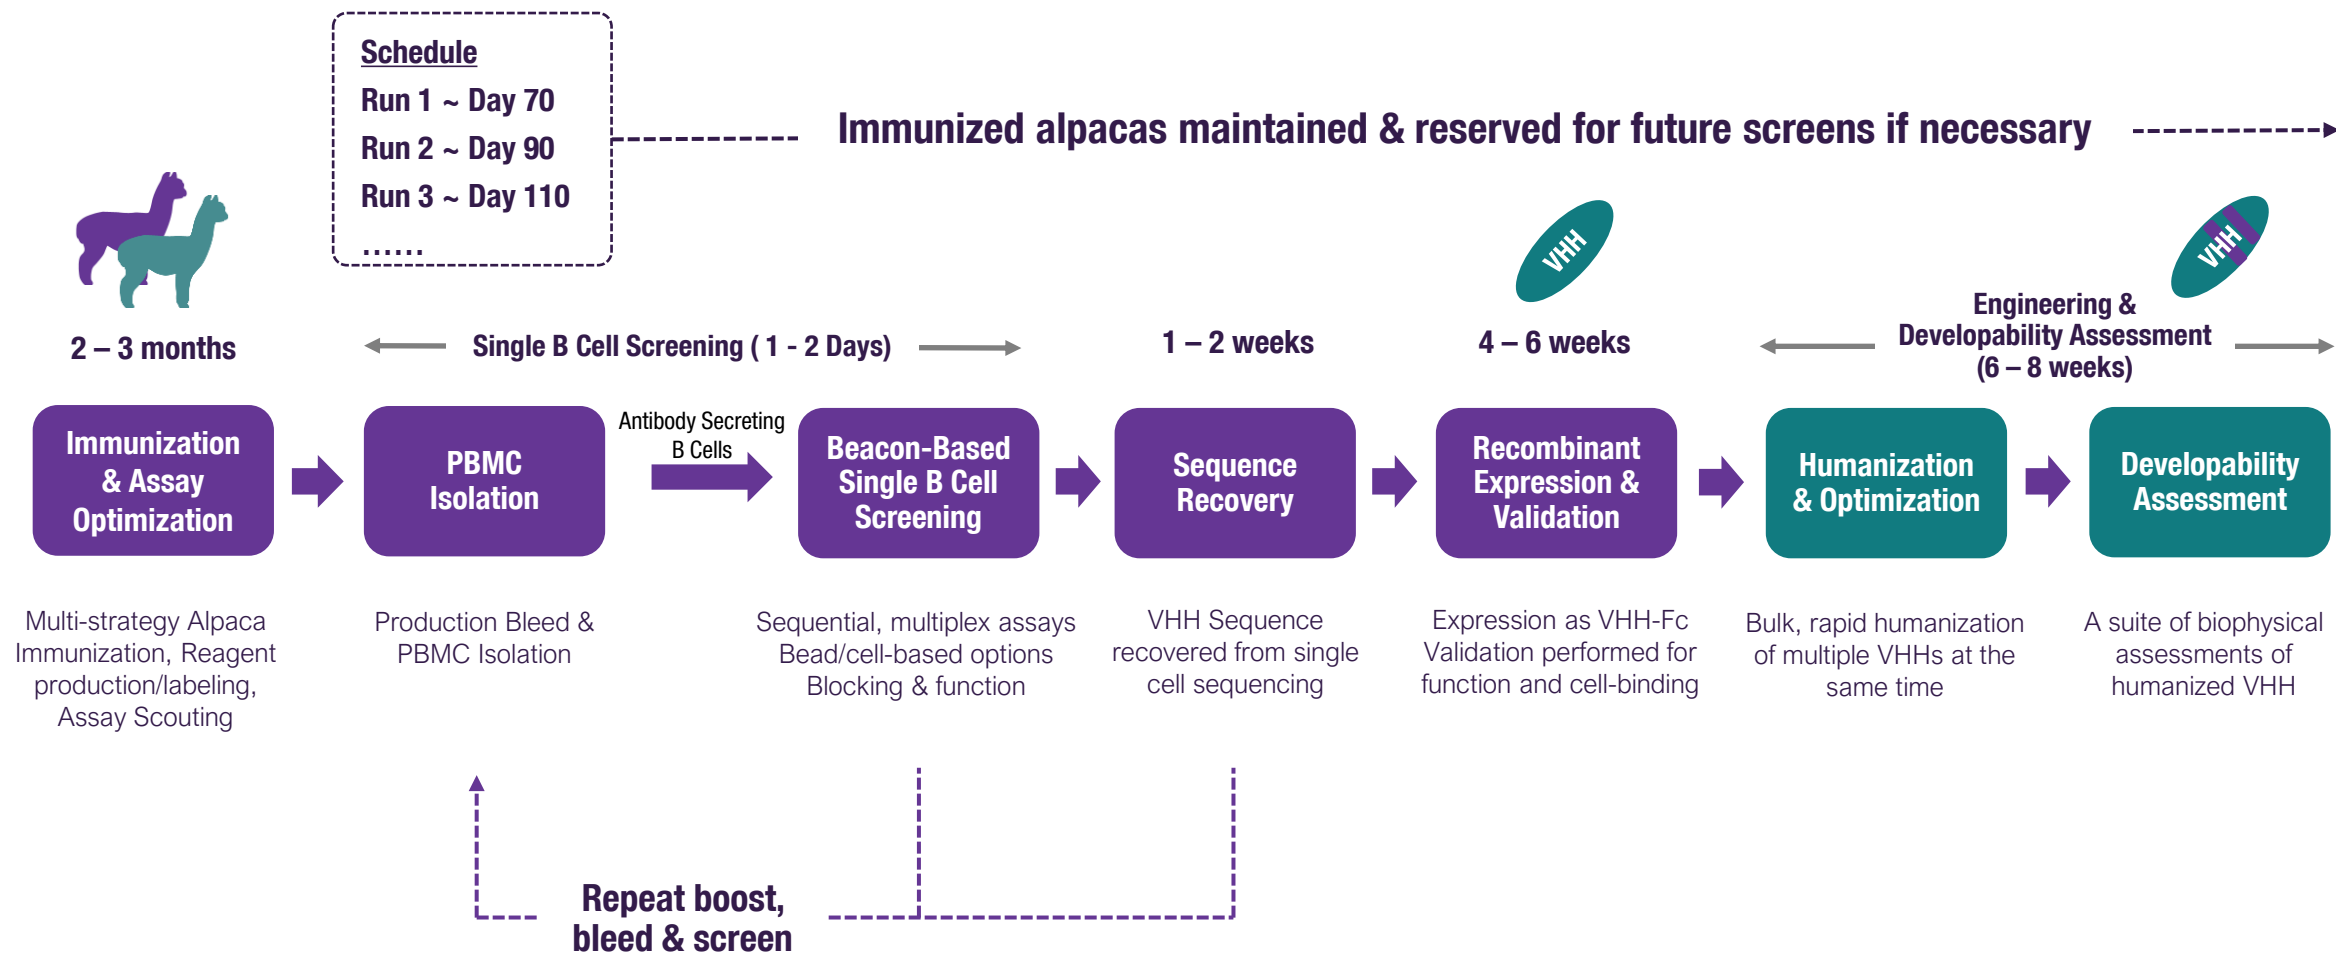 Schedule
Run 1 ~ Day 70
Run 2 ~ Day 90
Run 3 ~ Day 110
......
Immunized alpacas maintained & reserved for future screens if necessary
2 – 3 months
Single B Cell Screening ( 1 - 2 Days)
1 – 2 weeks
VHH
4 – 6 weeks
VHH
Engineering &
Developability Assessment
(6 – 8 weeks)
Immunization
& Assay
Optimization
PBMC
Isolation
Antibody Secreting
B Cells
Beacon-Based
Single B Cell
Screening
Sequence
Recovery
Recombinant
Expression &
Validation
Humanization
& Optimization
Developability
Assessment
Multi-strategy Alpaca
Immunization, Reagent
production/labeling,
Assay Scouting
Production Bleed &
PBMC Isolation
Sequential, multiplex assays
Bead/cell-based options
Blocking & function
VHH Sequence
recovered from single
cell sequencing
Expression as VHH-Fc
Validation performed for
function and cell-binding
Bulk, rapid humanization
of multiple VHHs at the
same time
A suite of biophysical
assessments of
humanized VHH
Repeat boost,
bleed & screen